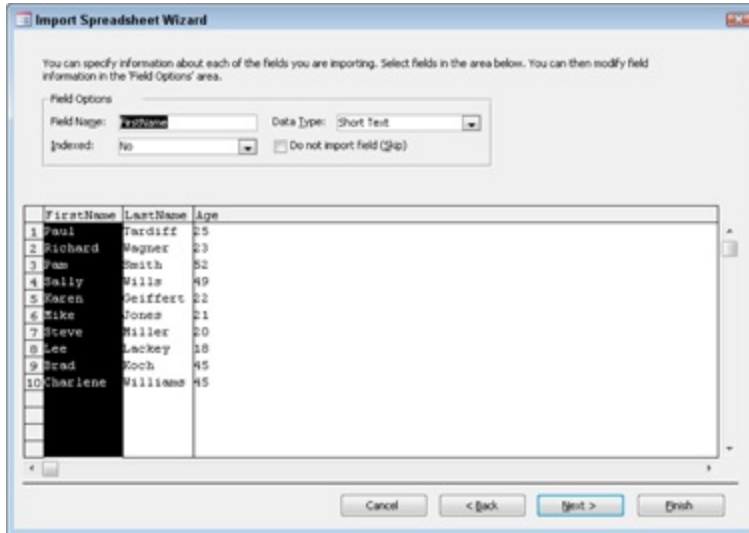 Import Spreadsheet Wizard
You can specify information about each of the fields you are importing. Select fields in the area below. You can then modify field
information in the 'Field Options' area.
Field Options
Field Name: FirstName Data Type: Short Text
Indexed: No Do not import field (Skip)
FirstName LastName Age
1 Paul Tardiff 25
2 Richard Wagner 23
3 Pam Smith 52
4 Sally Wills 49
5 Karen Geiffert 22
6 Mike Jones 21
7 Steve Miller 20
8 Lee Lackey 18
9 Brad Koch 45
10 Charlene Williams 45
Cancel < Back Next > Finish